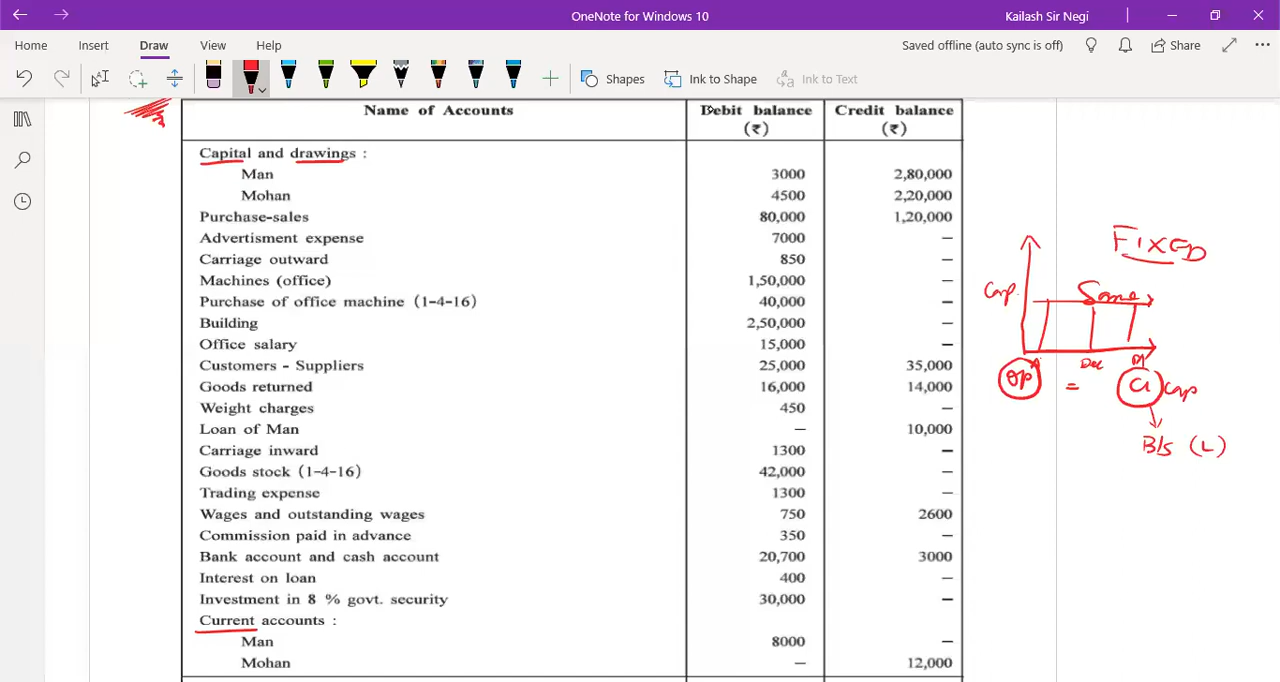 OneNote for Windows 10
Kailash Sir Negi
Home Insert Draw View Help
Saved offline (auto sync is off) Share
Shapes Ink to Shape Ink to Text
Name of Accounts Debit balance (₹) Credit balance (₹)
Capital and drawings :
Man 3000 2,80,000
Mohan 4500 2,20,000
Purchase-sales 80,000 1,20,000
Advertisment expense 7000 –
Carriage outward 850 –
Machines (office) 1,50,000 –
Purchase of office machine (1-4-16) 40,000 –
Building 2,50,000 –
Office salary 15,000 –
Customers - Suppliers 25,000 35,000
Goods returned 16,000 14,000
Weight charges 450 –
Loan of Man – 10,000
Carriage inward 1300 –
Goods stock (1-4-16) 42,000 –
Trading expense 1300 –
Wages and outstanding wages 750 2600
Commission paid in advance 350 –
Bank account and cash account 20,700 3000
Interest on loan 400 –
Investment in 8 % govt. security 30,000 –
Current accounts :
Man 8000 –
Mohan – 12,000
FIXED
Cap. Same
Dec
OP = Cl Cap
B/s (L)